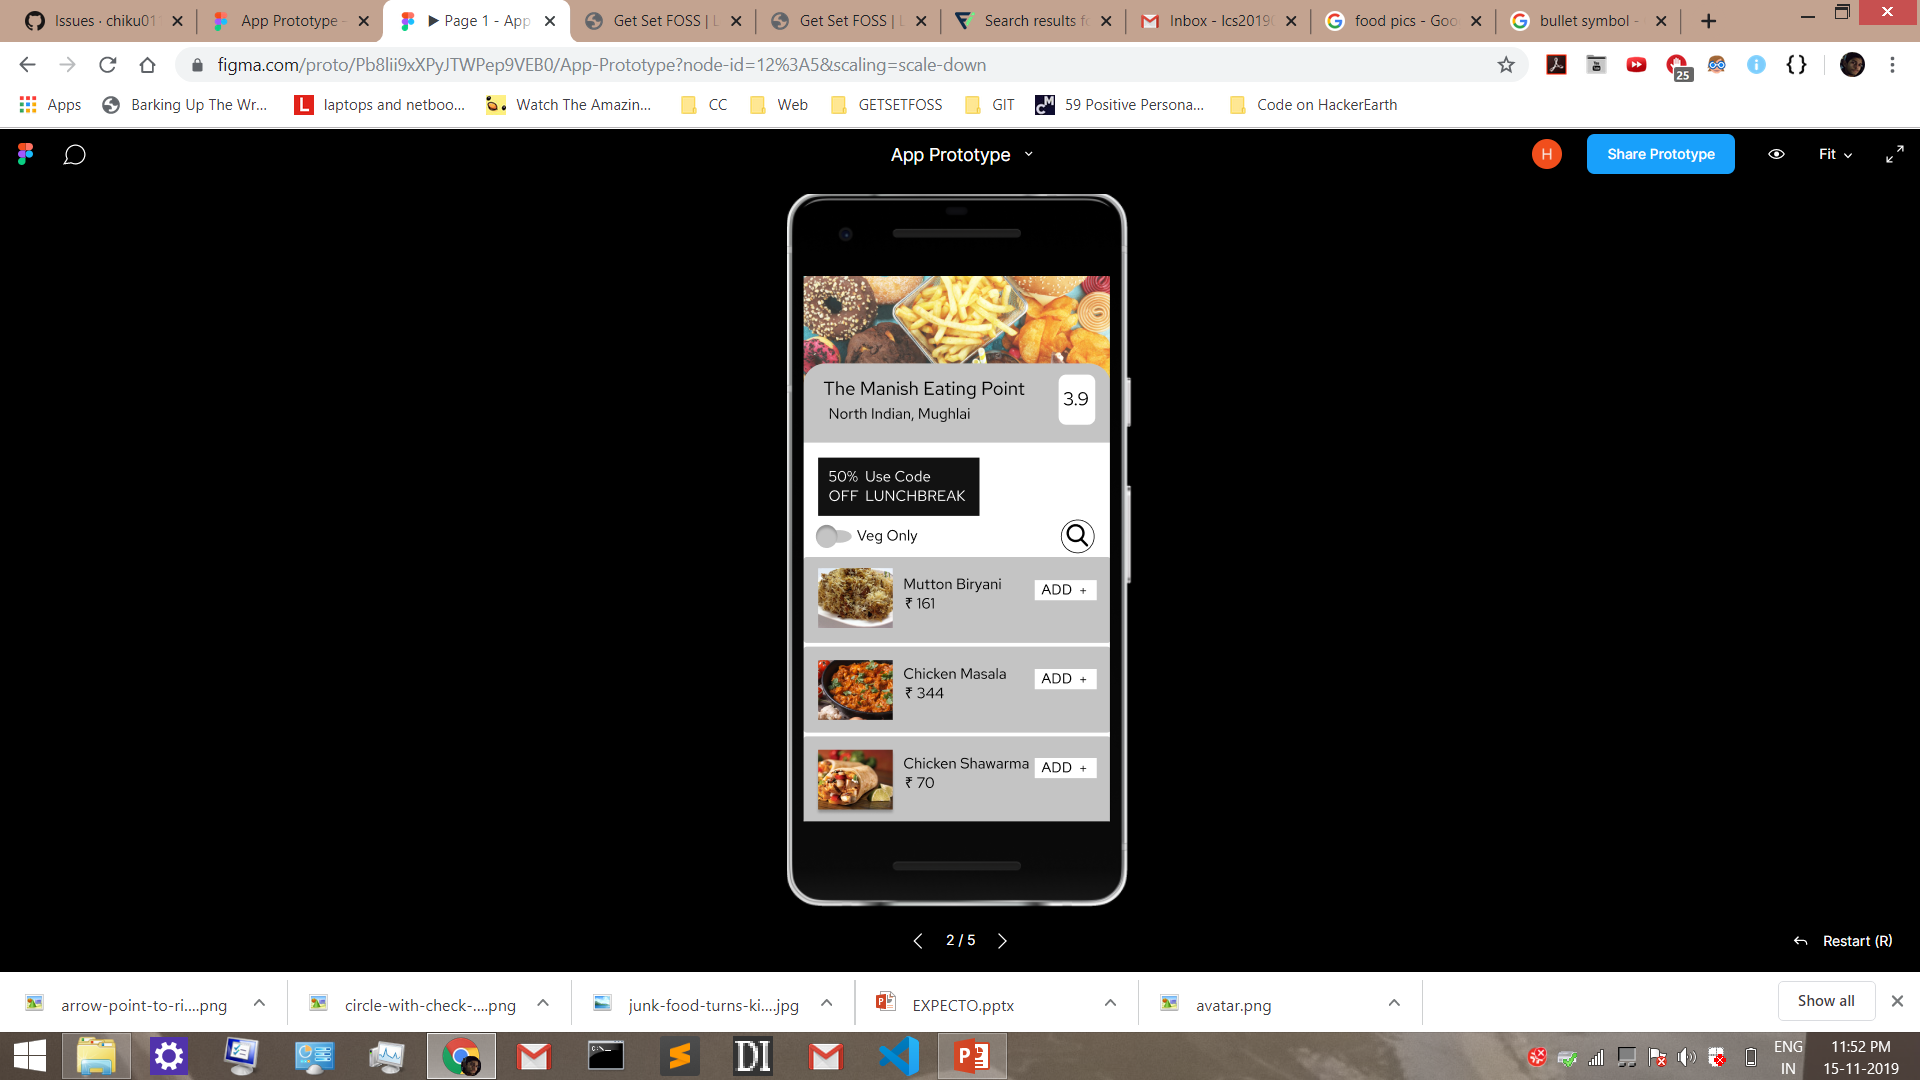 Issues · chiku01
App Prototype -
▶ Page 1 - App
Get Set FOSS | L
Get Set FOSS | L
Search results fo
Inbox - lcs20190
food pics - Goo
bullet symbol -
figma.com/proto/Pb8lii9xXPyJTWPep9VEB0/App-Prototype?node-id=12%3A5&scaling=scale-down
25
Apps
Barking Up The Wr...
laptops and netboo...
Watch The Amazin...
CC
Web
GETSETFOSS
GIT
59 Positive Persona...
Code on HackerEarth
App Prototype
H
Share Prototype
Fit
The Manish Eating Point
3.9
North Indian, Mughlai
50% Use Code
OFF LUNCHBREAK
Veg Only
Mutton Biryani
₹ 161
ADD +
Chicken Masala
₹ 344
ADD +
Chicken Shawarma
₹ 70
ADD +
2 / 5
Restart (R)
arrow-point-to-ri....png
circle-with-check-....png
junk-food-turns-ki....jpg
EXPECTO.pptx
avatar.png
Show all
DI
ENG
IN
11:52 PM
15-11-2019